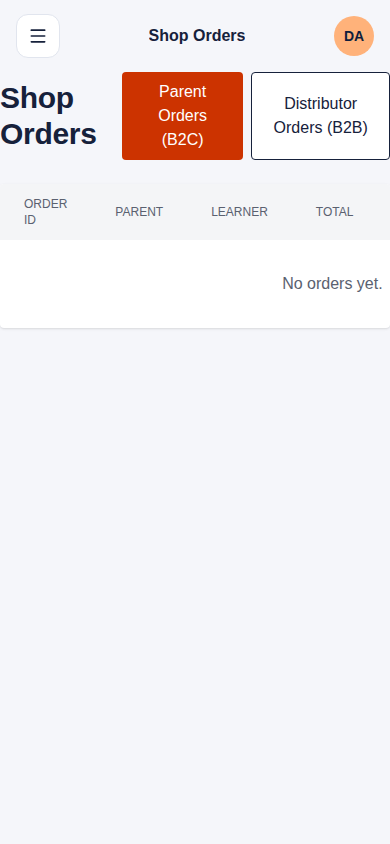 Shop Orders
DA
Shop
Orders
Parent
Orders
(B2C)
Distributor
Orders (B2B)
ORDER
ID
PARENT
LEARNER
TOTAL
No orders yet.